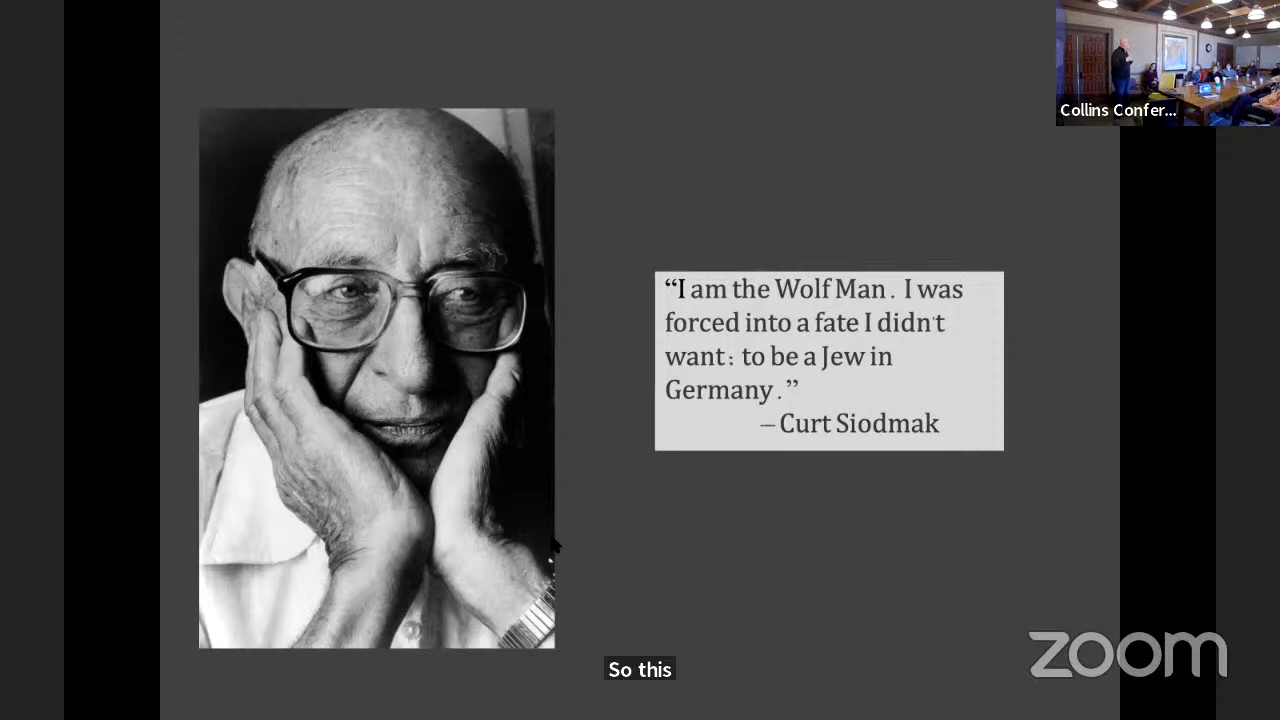 Collins Confer...
“I am the Wolf Man. I was
forced into a fate I didn't
want: to be a Jew in
Germany.”
– Curt Siodmak
So this
zoom